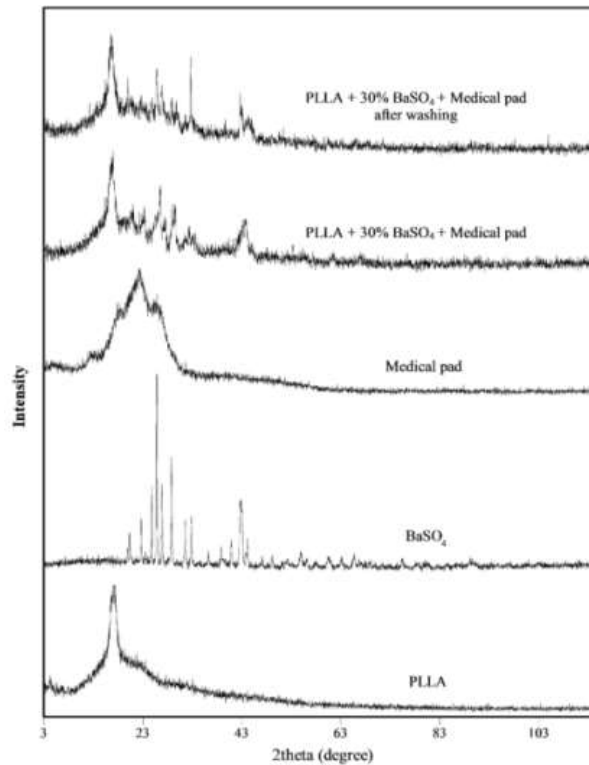 PLLA + 30% BaSO₄ + Medical pad
after washing
PLLA + 30% BaSO₄ + Medical pad
Medical pad
Intensity
BaSO₄
PLLA
3 23 43 63 83 103
2theta (degree)